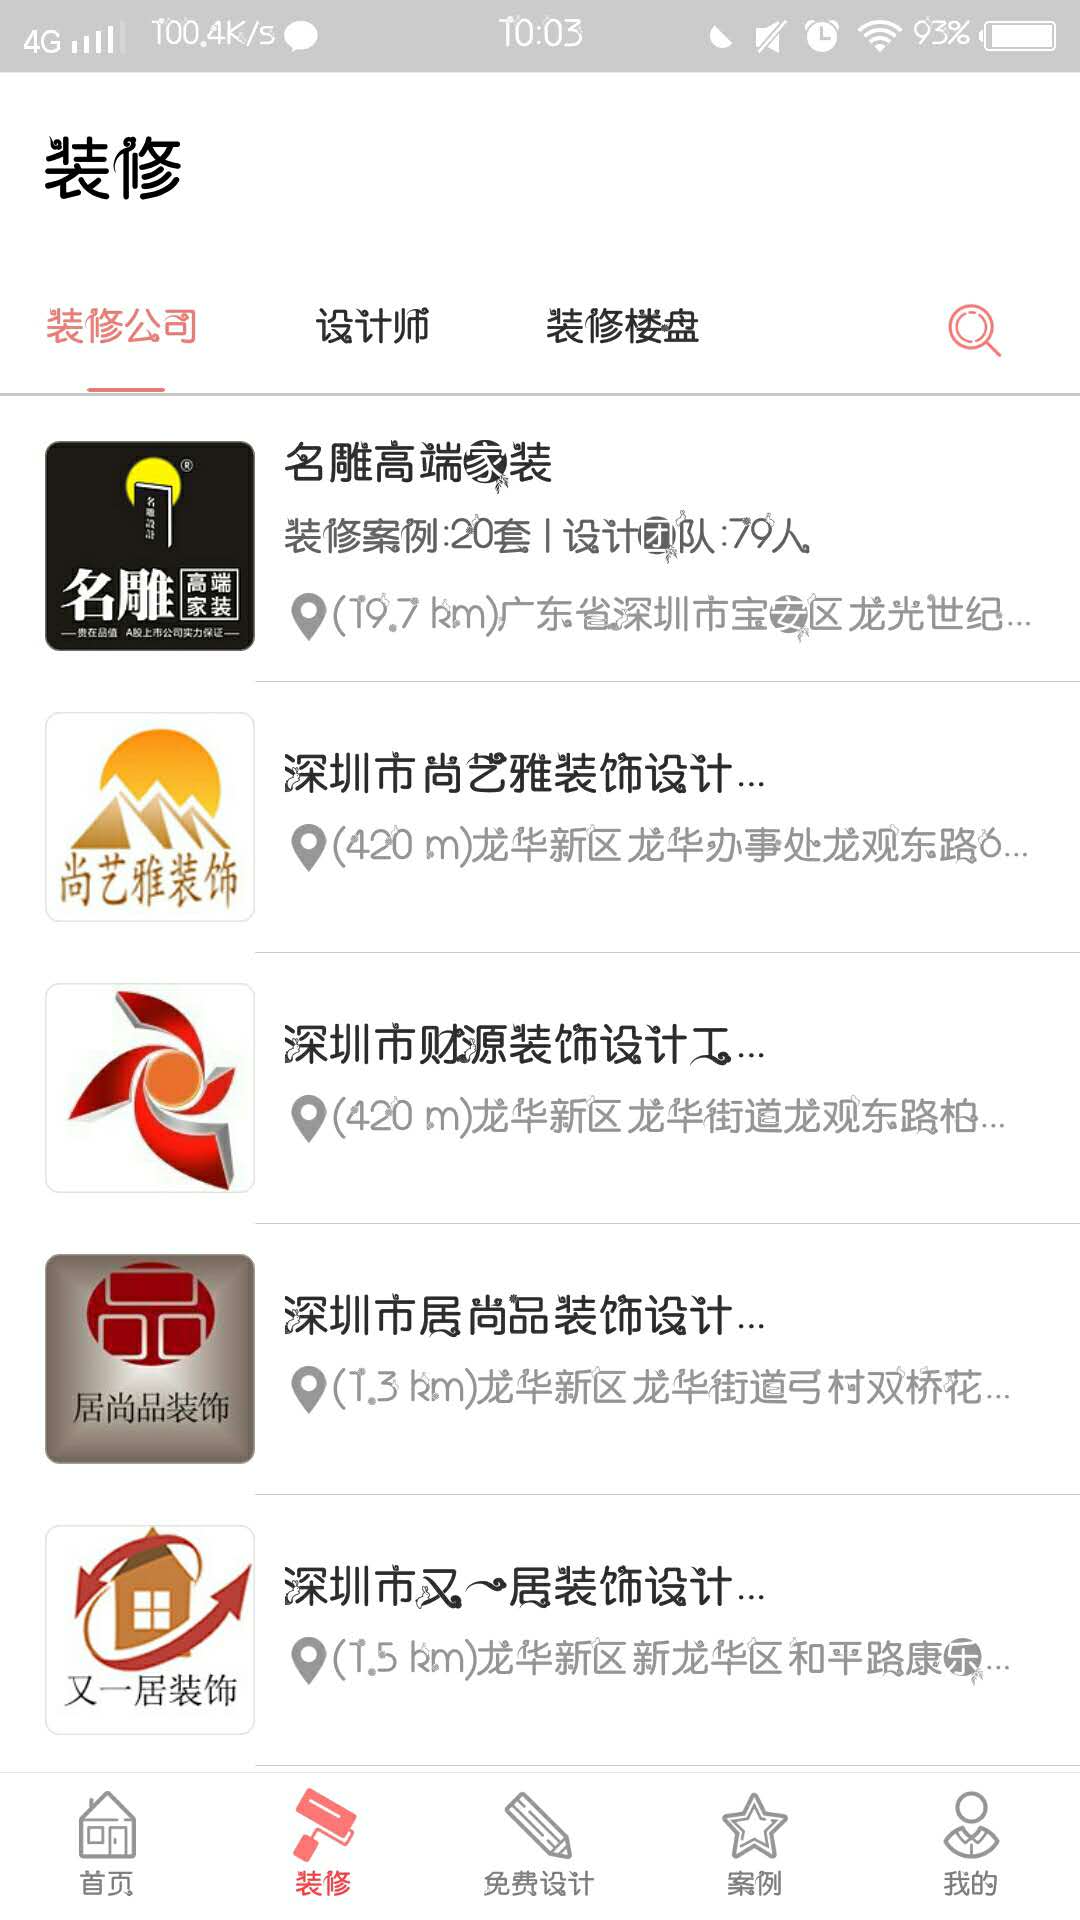 4G 100.4K/s 10:03 93%
装修
装修公司 设计师 装修楼盘
名雕設計
®
名雕 高端家装
贵在品值 A股上市公司实力保证
名雕高端家装
装修案例:20套 | 设计团队:79人
(19.7 km)广东省深圳市宝安区龙光世纪...
尚艺雅装饰
深圳市尚艺雅装饰设计...
(420 m)龙华新区龙华办事处龙观东路6...
深圳市财源装饰设计工...
(420 m)龙华新区龙华街道龙观东路柏...
居尚品装饰
深圳市居尚品装饰设计...
(1.3 km)龙华新区龙华街道弓村双桥花...
又一居装饰
深圳市又一居装饰设计...
(1.5 km)龙华新区新龙华区和平路康乐...
首页 装修 免费设计 案例 我的